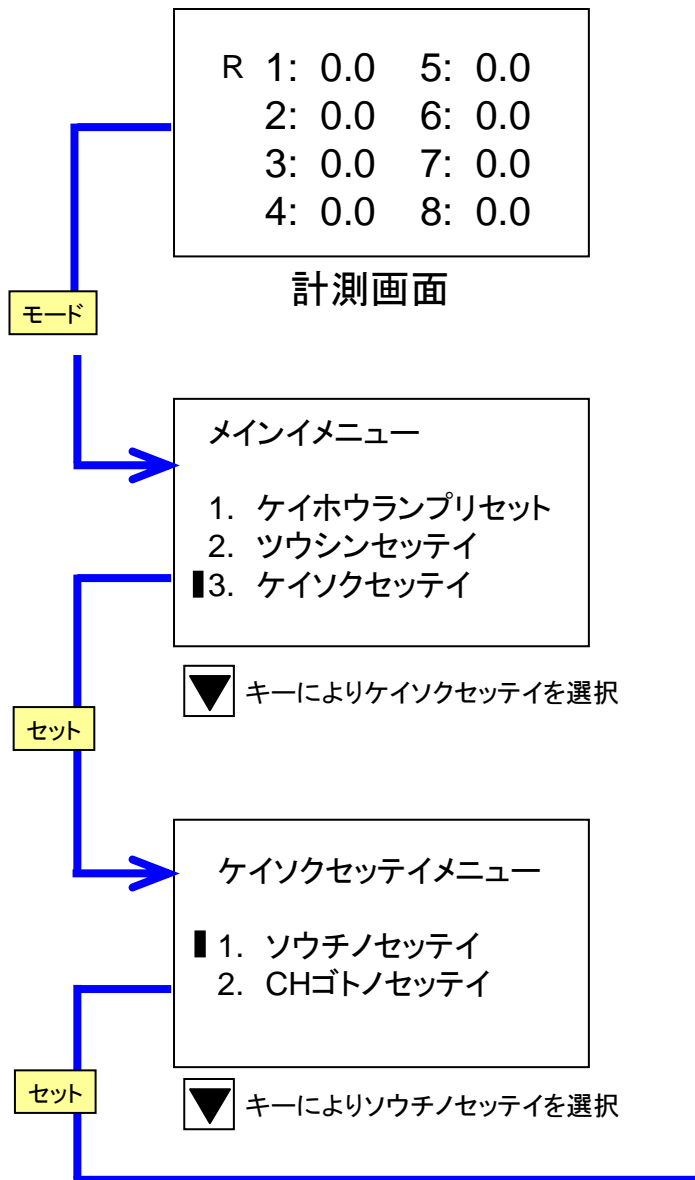 R 1: 0.0 5: 0.0
2: 0.0 6: 0.0
3: 0.0 7: 0.0
4: 0.0 8: 0.0
計測画面
モード
メインイメニュー
1. ケイホウランプリセット
2. ツウシンセッテイ
3. ケイソクセッテイ
キーによりケイソクセッテイを選択
セット
ケイソクセッテイメニュー
1. ソウチノセッテイ
2. CHゴトノセッテイ
セット
キーによりソウチノセッテイを選択